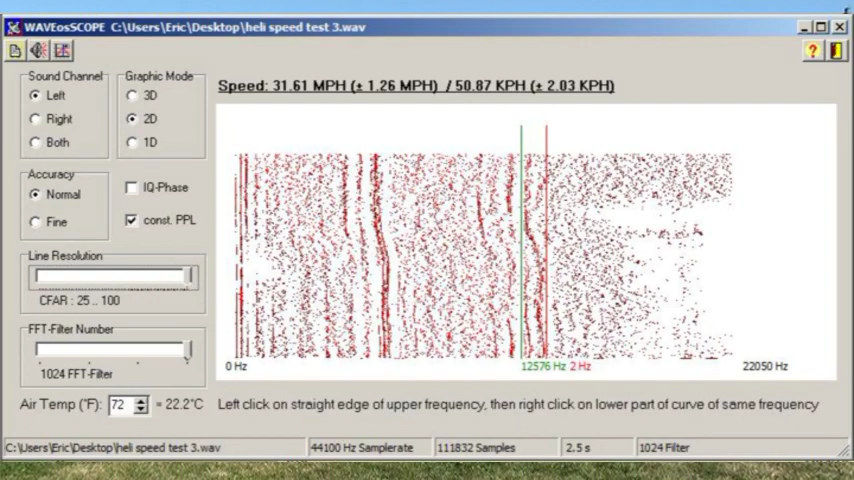 WAVEosSCOPE C:\Users\Eric\Desktop\heli speed test 3.wav
Sound Channel
Left
Right
Both
Graphic Mode
3D
2D
1D
Speed: 31.61 MPH (± 1.26 MPH) / 50.87 KPH (± 2.03 KPH)
Accuracy
Normal
Fine
IQ-Phase
const. PPL
Line Resolution
CFAR : 25 .. 100
FFT-Filter Number
1024 FFT-Filter
0 Hz
12576 Hz 2 Hz
22050 Hz
Air Temp (°F): 72 = 22.2°C
Left click on straight edge of upper frequency, then right click on lower part of curve of same frequency
C:\Users\Eric\Desktop\heli speed test 3.wav
44100 Hz Samplerate
111832 Samples
2.5 s
1024 Filter